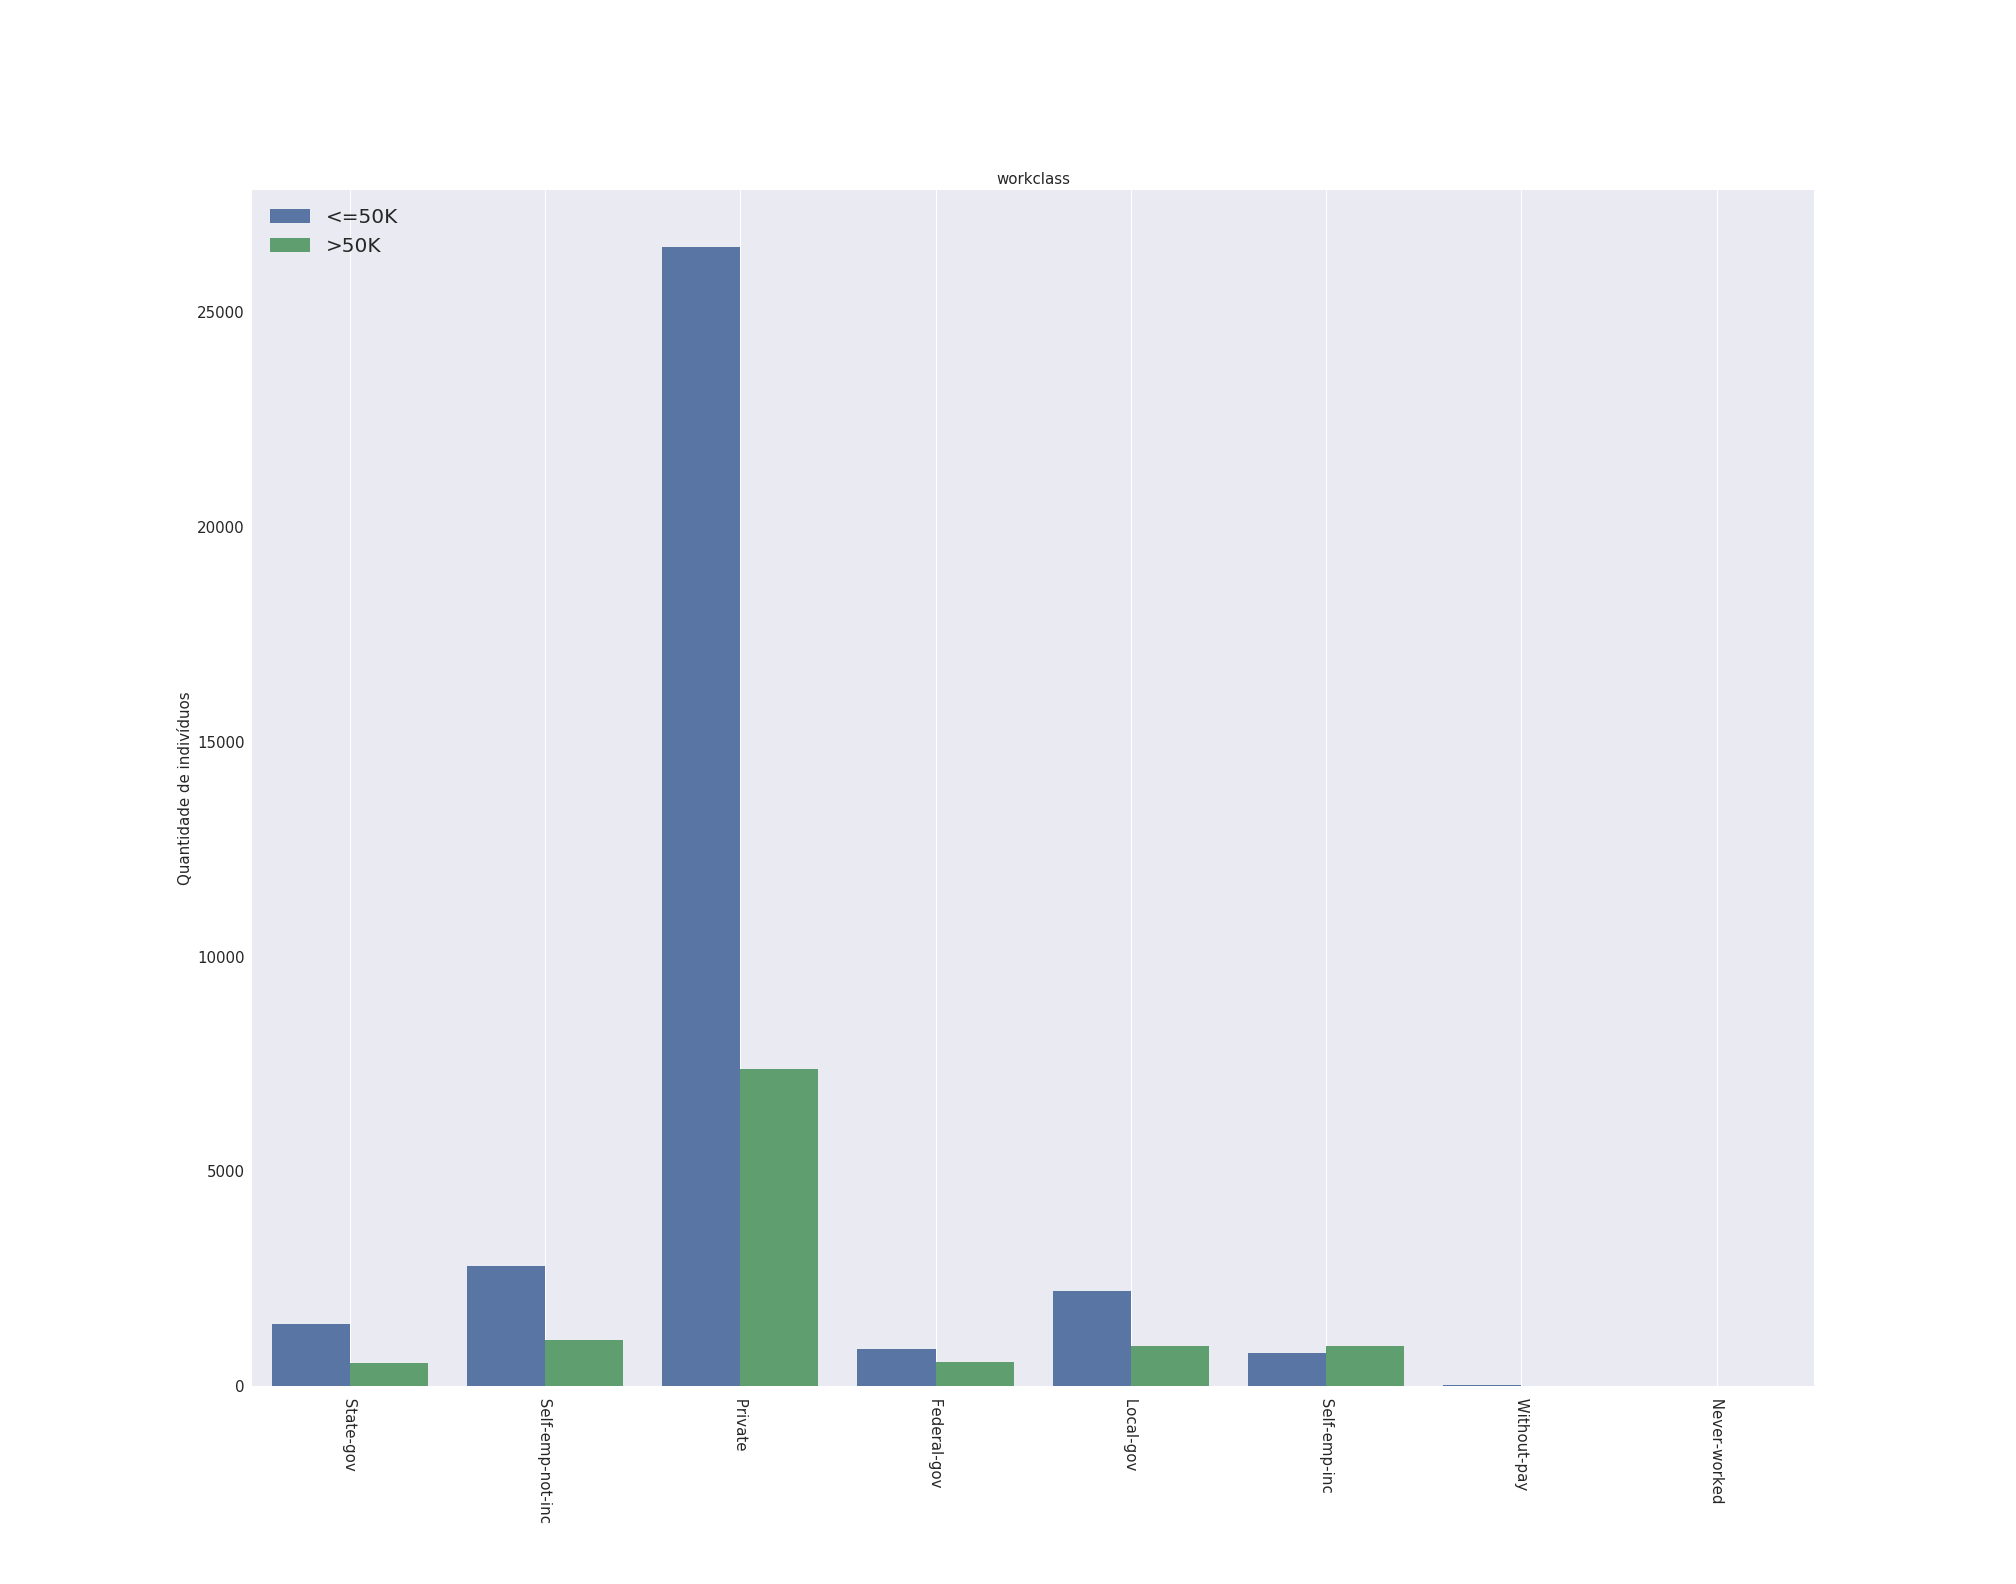 workclass
<=50K
>50K
25000
20000
15000
10000
5000
0
Quantidade de indivíduos
State-gov
Self-emp-not-inc
Private
Federal-gov
Local-gov
Self-emp-inc
Without-pay
Never-worked